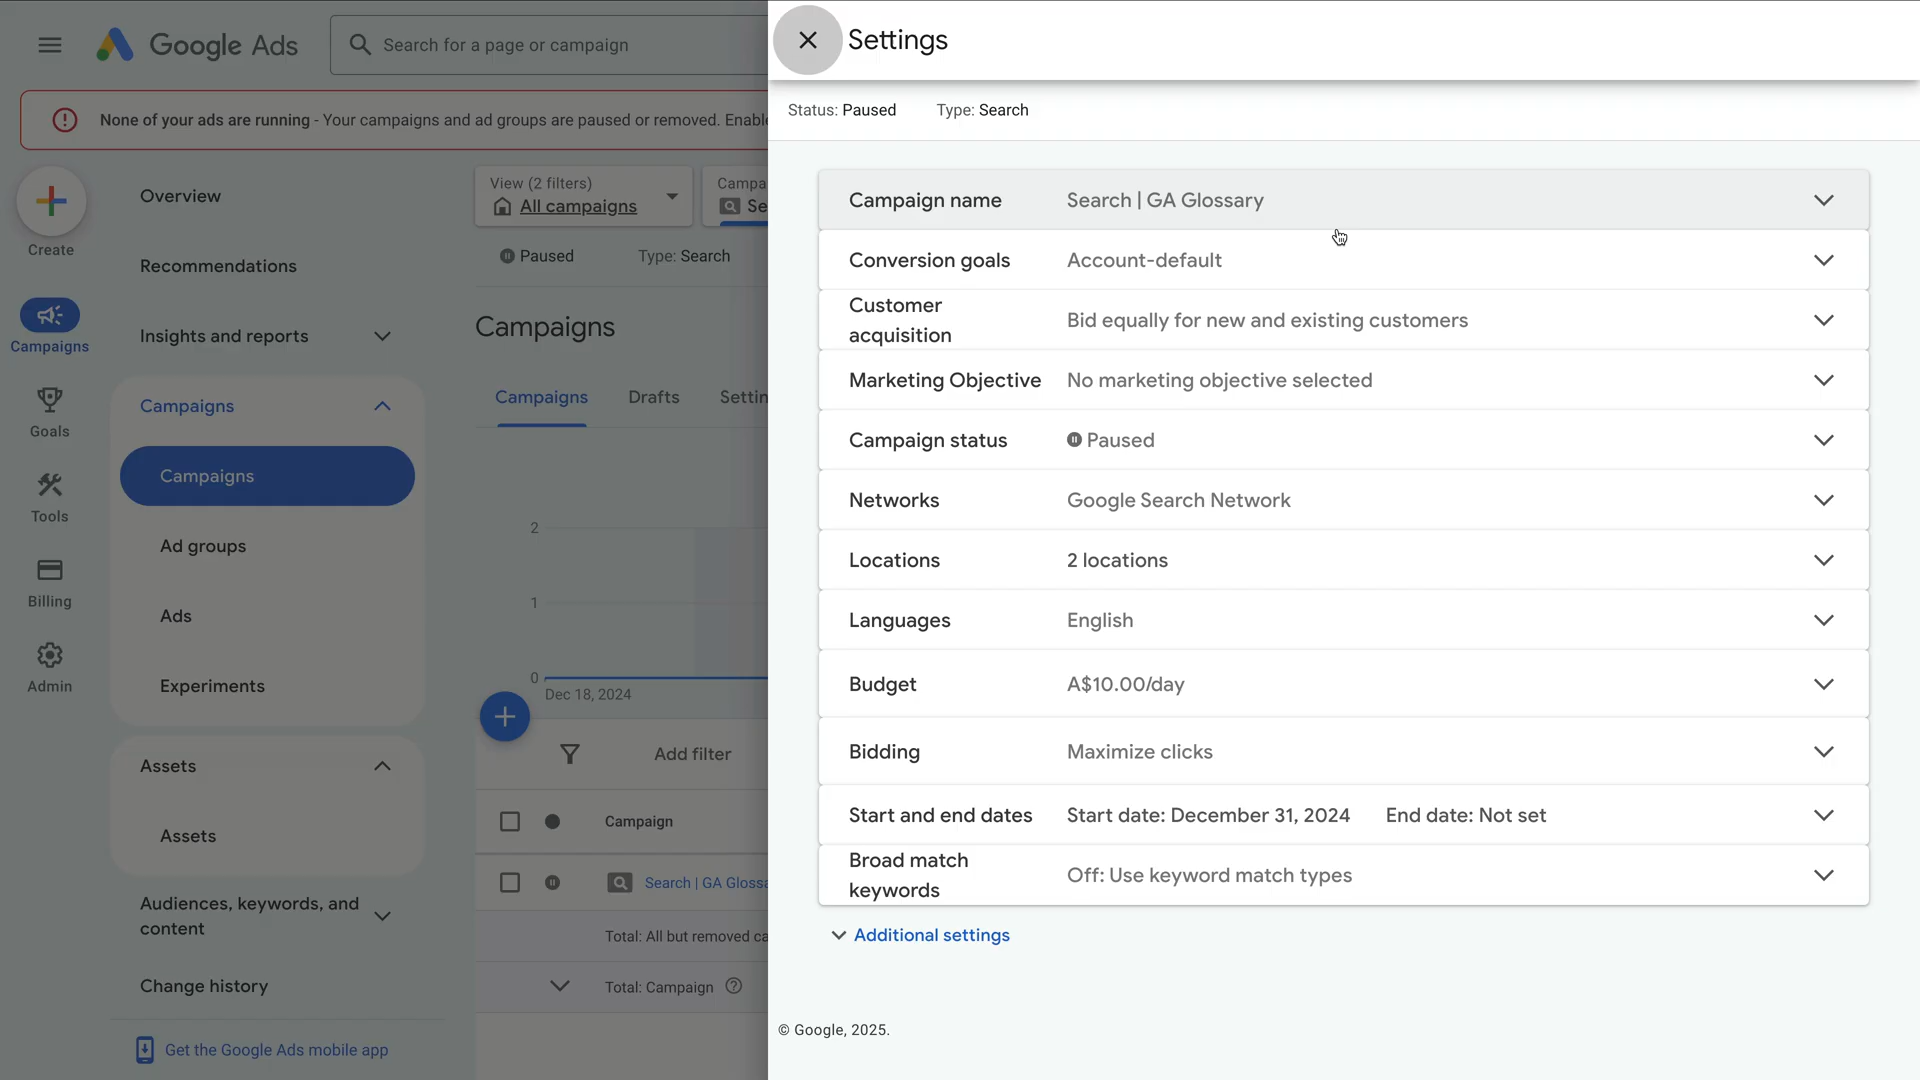 Google Ads
Search for a page or campaign
None of your ads are running - Your campaigns and ad groups are paused or removed. Enable
Create
Campaigns
Goals
Tools
Billing
Admin
Overview
Recommendations
Insights and reports
Campaigns
Campaigns
Ad groups
Ads
Experiments
Assets
Assets
Audiences, keywords, and
content
Change history
Get the Google Ads mobile app
View (2 filters)
All campaigns
Campa
Se
Paused Type: Search
Campaigns
Campaigns Drafts Settin
2
1
0
Dec 18, 2024
Add filter
Campaign
Search | GA Glossa
Total: All but removed ca
Total: Campaign
Settings
Status: Paused Type: Search
Campaign name Search | GA Glossary
Conversion goals Account-default
Customer
acquisition
Bid equally for new and existing customers
Marketing Objective No marketing objective selected
Campaign status Paused
Networks Google Search Network
Locations 2 locations
Languages English
Budget A$10.00/day
Bidding Maximize clicks
Start and end dates Start date: December 31, 2024 End date: Not set
Broad match
keywords
Off: Use keyword match types
Additional settings
© Google, 2025.